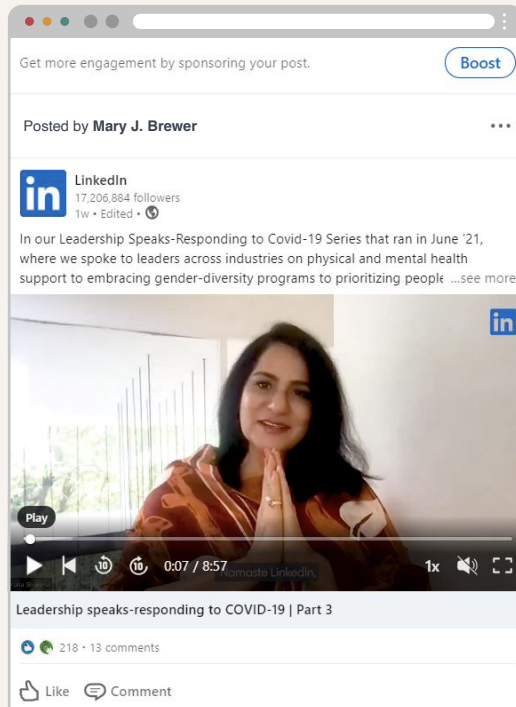 Get more engagement by sponsoring your post.
Boost
Posted by Mary J. Brewer
in
LinkedIn
17,206,884 followers
1w • Edited •
In our Leadership Speaks-Responding to Covid-19 Series that ran in June '21,
where we spoke to leaders across industries on physical and mental health
support to embracing gender-diversity programs to prioritizing people ...see more
in
Play
10
10
0:07 / 8:57
1x
Namaste LinkedIn,
Leadership speaks-responding to COVID-19 | Part 3
218 • 13 comments
Like
Comment